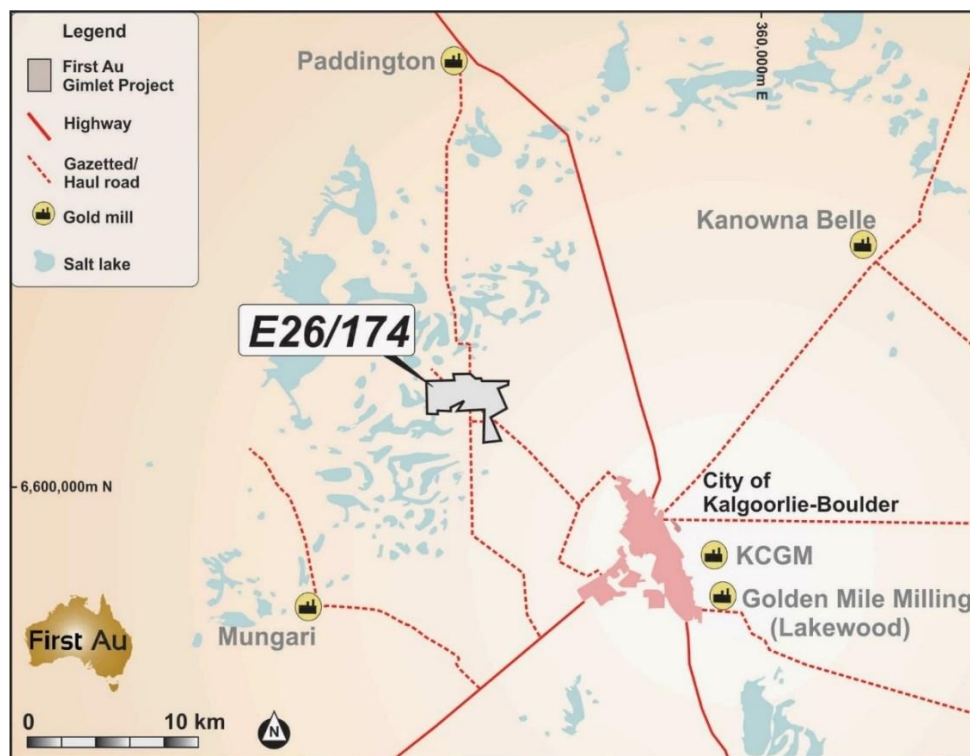 Legend
First Au
Gimlet Project
Highway
Gazetted/
Haul road
Gold mill
Salt lake
Paddington
360,000m E
Kanowna Belle
E26/174
6,600,000m N
City of
Kalgoorlie-Boulder
KCGM
Golden Mile Milling
(Lakewood)
Mungari
First Au
0
10 km
N